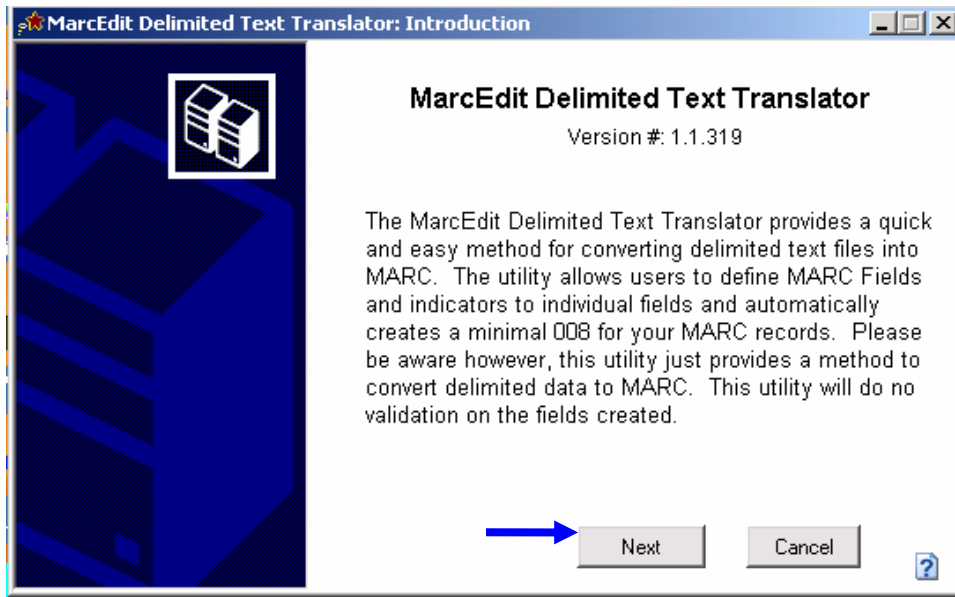 MarcEdit Delimited Text Translator: Introduction
MarcEdit Delimited Text Translator
Version #: 1.1.319
The MarcEdit Delimited Text Translator provides a quick
and easy method for converting delimited text files into
MARC.  The utility allows users to define MARC Fields
and indicators to individual fields and automatically
creates a minimal 008 for your MARC records.  Please
be aware however, this utility just provides a method to
convert delimited data to MARC.  This utility will do no
validation on the fields created.
Next
Cancel
?